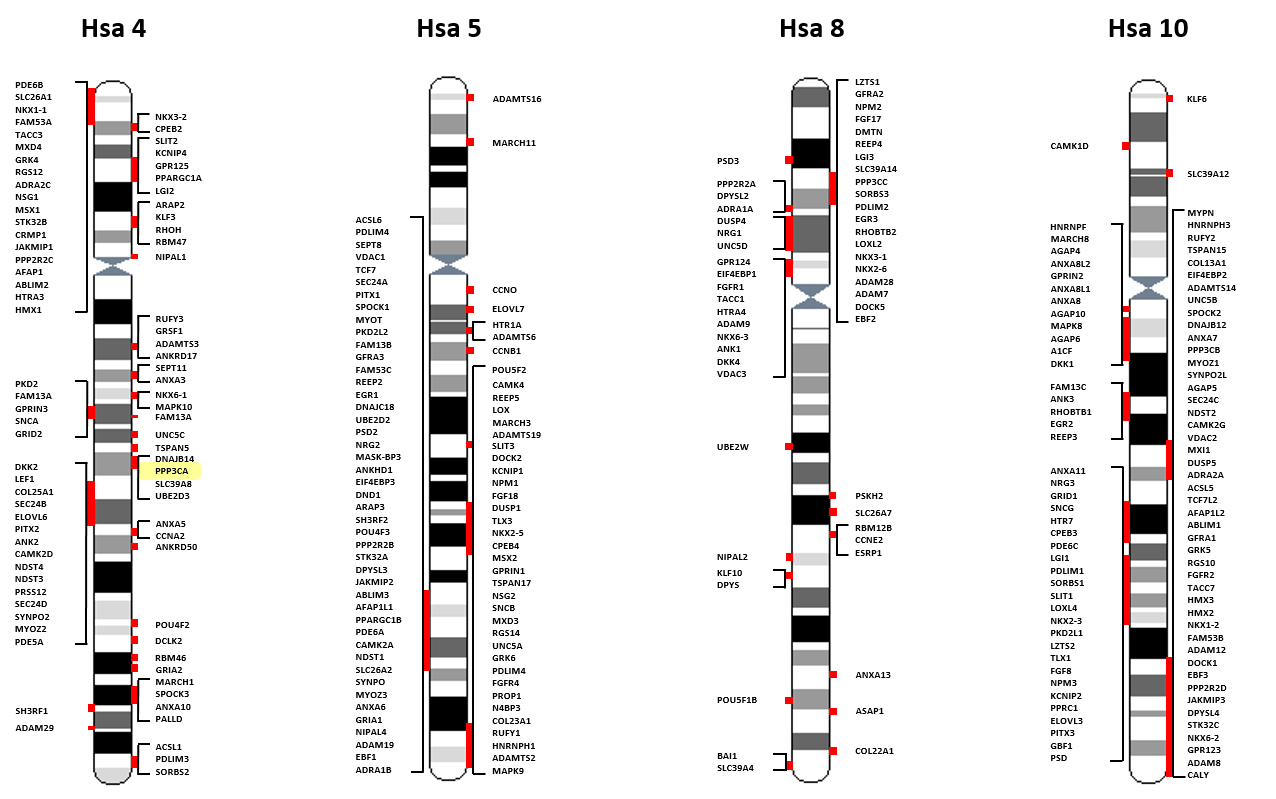 Hsa 4
PDE6B
SLC26A1
NKX1-1
FAM53A
TACC3
MXD4
GRK4
RGS12
ADRA2C
NSG1
MSX1
STK32B
CRMP1
JAKMIP1
PPP2R2C
AFAP1
ABLIM2
HTRA3
HMX1
PKD2
FAM13A
GPRIN3
SNCA
GRID2
DKK2
LEF1
COL25A1
SEC24B
ELOVL6
PITX2
ANK2
CAMK2D
NDST4
NDST3
PRSS12
SEC24D
SYNPO2
MYOZ2
PDE5A
SH3RF1
ADAM29
NKX3-2
CPEB2
SLIT2
KCNIP4
GPR125
PPARGC1A
LGI2
ARAP2
KLF3
RHOH
RBM47
NIPAL1
RUFY3
GRSF1
ADAMTS3
ANKRD17
SEPT11
ANXA3
NKX6-1
MAPK10
FAM13A
UNC5C
TSPAN5
DNAJB14
PPP3CA
SLC39A8
UBE2D3
ANXA5
CCNA2
ANKRD50
POU4F2
DCLK2
RBM46
GRIA2
MARCH1
SPOCK3
ANXA10
PALLD
ACSL1
PDLIM3
SORBS2
Hsa 5
ACSL6
PDLIM4
SEPT8
VDAC1
TCF7
SEC24A
PITX1
SPOCK1
MYOT
PKD2L2
FAM13B
GFRA3
FAM53C
REEP2
EGR1
DNAJC18
UBE2D2
PSD2
NRG2
MASK-BP3
ANKHD1
EIF4EBP3
DND1
ARAP3
SH3RF2
POU4F3
PPP2R2B
STK32A
DPYSL3
JAKMIP2
ABLIM3
AFAP1L1
PPARGC1B
PDE6A
CAMK2A
NDST1
SLC26A2
SYNPO
MYOZ3
ANXA6
GRIA1
NIPAL4
ADAM19
EBF1
ADRA1B
ADAMTS16
MARCH11
CCNO
ELOVL7
HTR1A
ADAMTS6
CCNB1
POU5F2
CAMK4
REEP5
LOX
MARCH3
ADAMTS19
SLIT3
DOCK2
KCNIP1
NPM1
FGF18
DUSP1
TLX3
NKX2-5
CPEB4
MSX2
GPRIN1
TSPAN17
NSG2
SNCB
MXD3
RGS14
UNC5A
GRK6
PDLIM4
FGFR4
PROP1
N4BP3
COL23A1
RUFY1
HNRNPH1
ADAMTS2
MAPK9
Hsa 8
PSD3
PPP2R2A
DPYSL2
ADRA1A
DUSP4
NRG1
UNC5D
GPR124
EIF4EBP1
FGFR1
TACC1
HTRA4
ADAM9
NKX6-3
ANK1
DKK4
VDAC3
UBE2W
NIPAL2
KLF10
DPYS
POU5F1B
BAI1
SLC39A4
LZTS1
GFRA2
NPM2
FGF17
DMTN
REEP4
LGI3
SLC39A14
PPP3CC
SORBS3
PDLIM2
EGR3
RHOBTB2
LOXL2
NKX3-1
NKX2-6
ADAM28
ADAM7
DOCK5
EBF2
PSKH2
SLC26A7
RBM12B
CCNE2
ESRP1
ANXA13
ASAP1
COL22A1
Hsa 10
CAMK1D
HNRNPF
MARCH8
AGAP4
ANXA8L2
GPRIN2
ANXA8L1
ANXA8
AGAP10
MAPK8
AGAP6
A1CF
DKK1
FAM13C
ANK3
RHOBTB1
EGR2
REEP3
ANXA11
NRG3
GRID1
SNCG
HTR7
CPEB3
PDE6C
LGI1
PDLIM1
SORBS1
SLIT1
LOXL4
NKX2-3
PKD2L1
LZTS2
TLX1
FGF8
NPM3
KCNIP2
PPRC1
ELOVL3
PITX3
GBF1
PSD
KLF6
SLC39A12
MYPN
HNRNPH3
RUFY2
TSPAN15
COL13A1
EIF4EBP2
ADAMTS14
UNC5B
SPOCK2
DNAJB12
ANXA7
PPP3CB
MYOZ1
SYNPO2L
AGAP5
SEC24C
NDST2
CAMK2G
VDAC2
MXI1
DUSP5
ADRA2A
ACSL5
TCF7L2
AFAP1L2
ABLIM1
GFRA1
GRK5
RGS10
FGFR2
TACC7
HMX3
HMX2
NKX1-2
FAM53B
ADAM12
DOCK1
EBF3
PPP2R2D
JAKMIP3
DPYSL4
STK32C
NKX6-2
GPR123
ADAM8
CALY